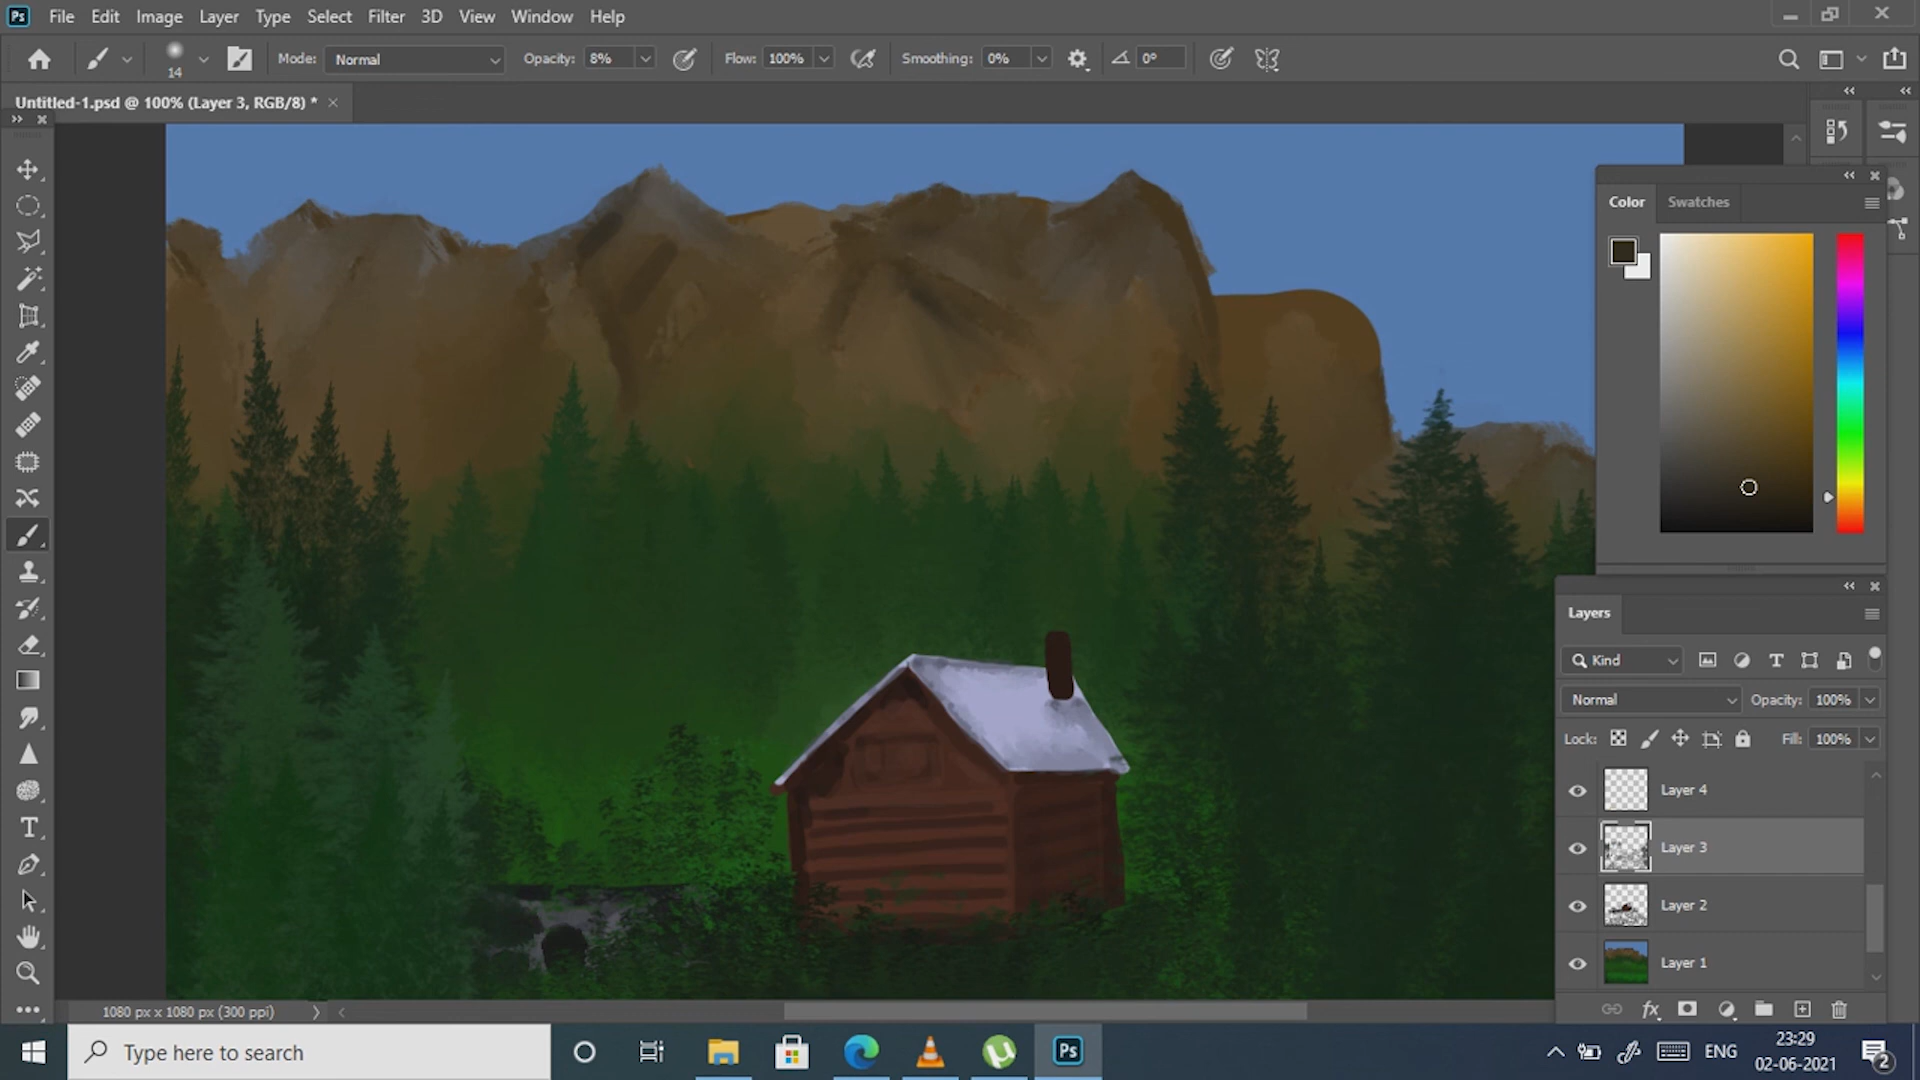 Ps File Edit Image Layer Type Select Filter 3D View Window Help
14 Mode: Normal Opacity: 8% Flow: 100% Smoothing: 0% 0°
Untitled-1.psd @ 100% (Layer 3, RGB/8) *
Color Swatches
Layers
Kind
Normal Opacity: 100%
Lock: Fill: 100%
Layer 4
Layer 3
Layer 2
Layer 1
1080 px x 1080 px (300 ppi)
Type here to search
Ps
ENG
23:29
02-06-2021
2